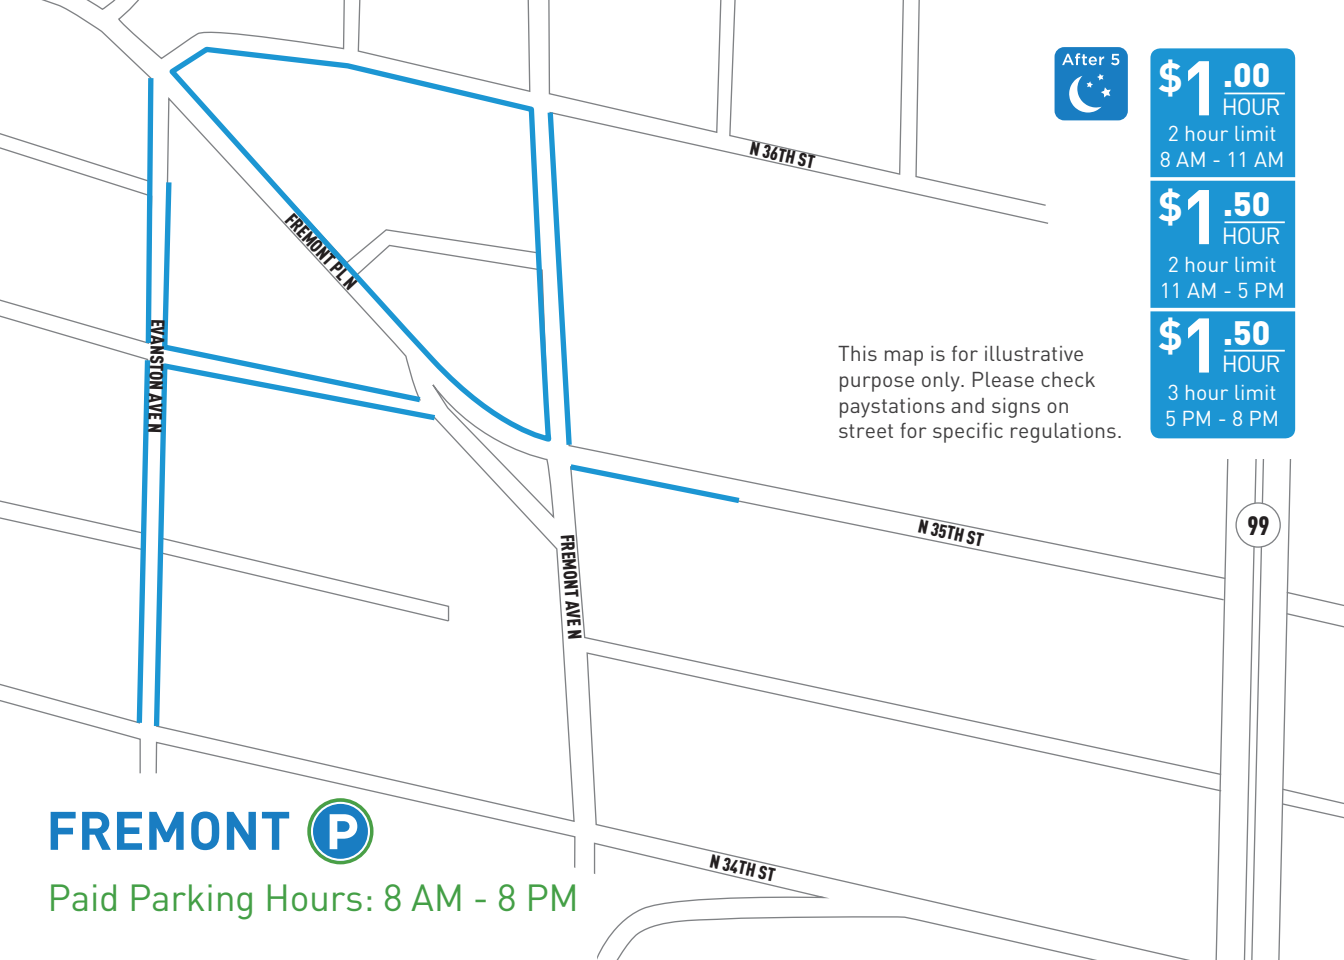 After 5
$1.00
HOUR
2 hour limit
8 AM - 11 AM
$1.50
HOUR
2 hour limit
11 AM - 5 PM
$1.50
HOUR
3 hour limit
5 PM - 8 PM
N 36TH ST
FREMONT PL N
EVANSTON AVE N
This map is for illustrative
purpose only. Please check
paystations and signs on
street for specific regulations.
N 35TH ST
99
FREMONT AVE N
N 34TH ST
FREMONT P
Paid Parking Hours: 8 AM - 8 PM